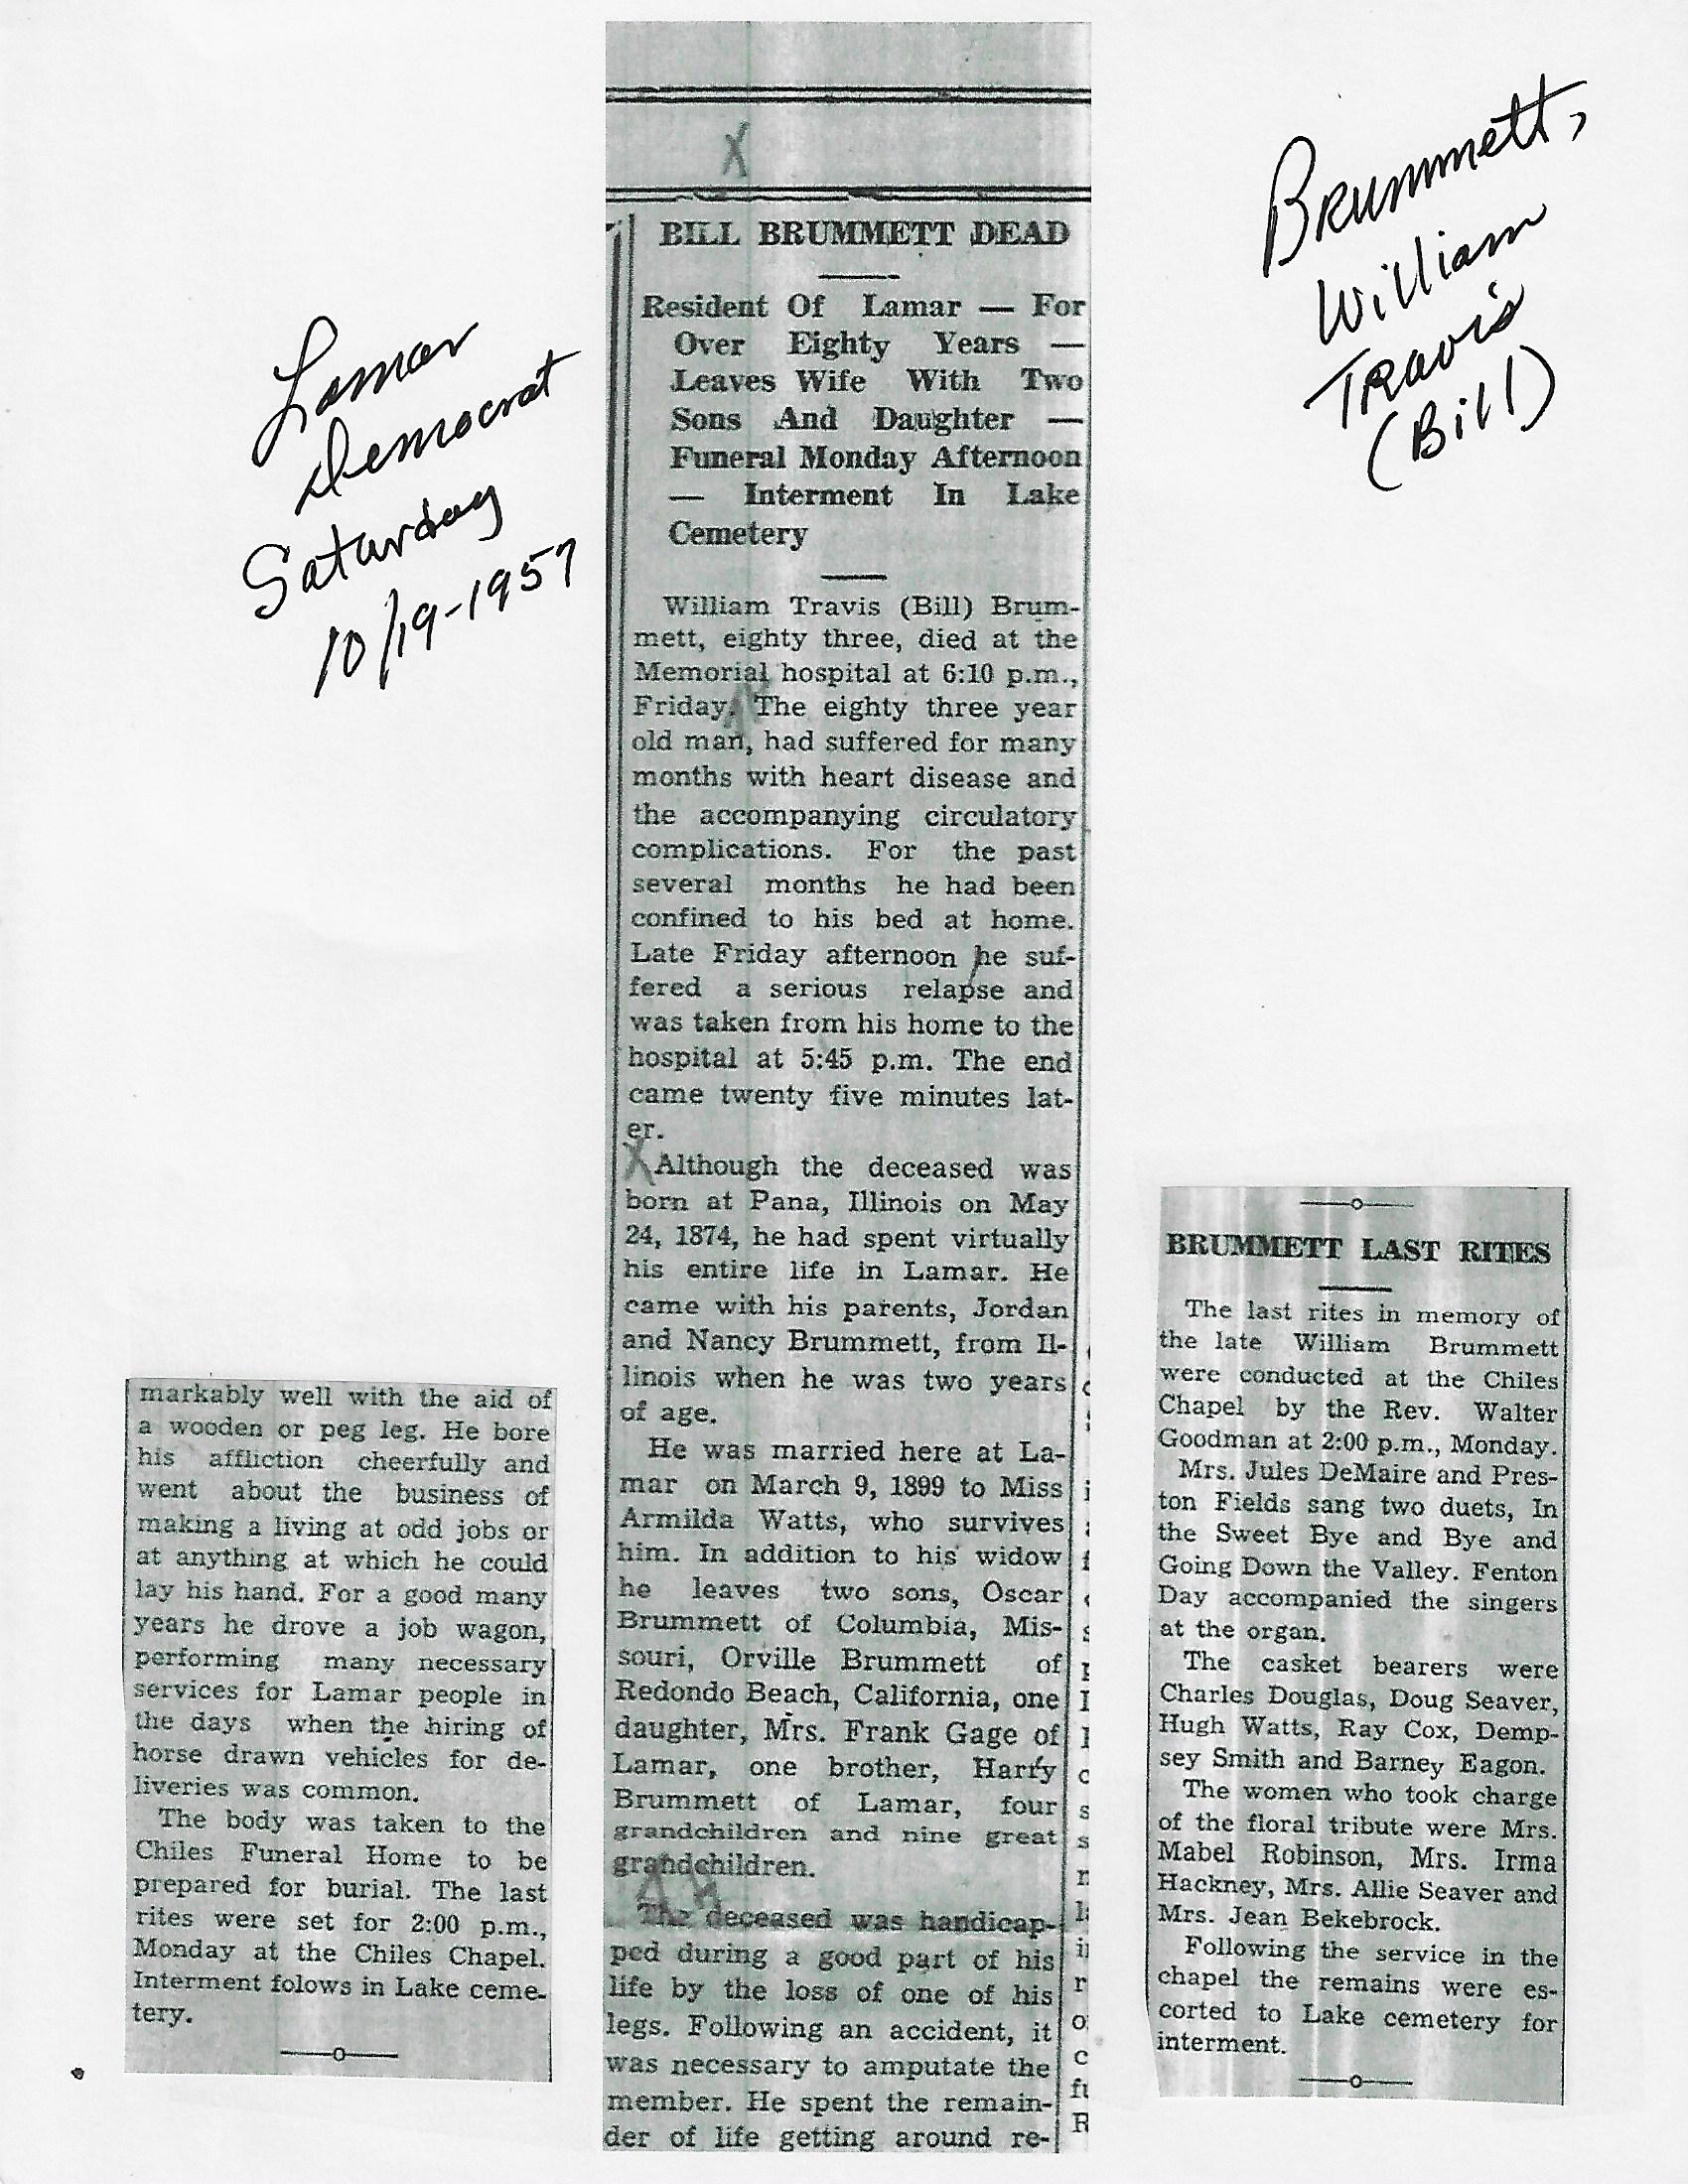 Lamar
Democrat
Saturday
10/19-1957
Brummett,
William
Travis
(Bill)
X
BILL BRUMMETT DEAD
Resident Of Lamar — For
Over Eighty Years —
Leaves Wife With Two
Sons And Daughter —
Funeral Monday Afternoon
— Interment In Lake
Cemetery
William Travis (Bill) Brum-
mett, eighty three, died at the
Memorial hospital at 6:10 p.m.,
Friday. The eighty three year
old man, had suffered for many
months with heart disease and
the accompanying circulatory
complications. For the past
several months he had been
confined to his bed at home.
Late Friday afternoon he suf-
fered a serious relapse and
was taken from his home to the
hospital at 5:45 p.m. The end
came twenty five minutes lat-
er.
X Although the deceased was
born at Pana, Illinois on May
24, 1874, he had spent virtually
his entire life in Lamar. He
came with his parents, Jordan
and Nancy Brummett, from Il-
linois when he was two years
of age.
He was married here at La-
mar on March 9, 1899 to Miss
Armilda Watts, who survives
him. In addition to his widow
he leaves two sons, Oscar
Brummett of Columbia, Mis-
souri, Orville Brummett of
Redondo Beach, California, one
daughter, Mrs. Frank Gage of
Lamar, one brother, Harry
Brummett of Lamar, four
grandchildren and nine great
grandchildren.
The deceased was handicap-
ped during a good part of his
life by the loss of one of his
legs. Following an accident, it
was necessary to amputate the
member. He spent the remain-
der of life getting around re-
markably well with the aid of
a wooden or peg leg. He bore
his affliction cheerfully and
went about the business of
making a living at odd jobs or
at anything at which he could
lay his hand. For a good many
years he drove a job wagon,
performing many necessary
services for Lamar people in
the days when the hiring of
horse drawn vehicles for de-
liveries was common.
The body was taken to the
Chiles Funeral Home to be
prepared for burial. The last
rites were set for 2:00 p.m.,
Monday at the Chiles Chapel.
Interment folows in Lake ceme-
tery.
BRUMMETT LAST RITES
The last rites in memory of
the late William Brummett
were conducted at the Chiles
Chapel by the Rev. Walter
Goodman at 2:00 p.m., Monday.
Mrs. Jules DeMaire and Pres-
ton Fields sang two duets, In
the Sweet Bye and Bye and
Going Down the Valley. Fenton
Day accompanied the singers
at the organ.
The casket bearers were
Charles Douglas, Doug Seaver,
Hugh Watts, Ray Cox, Demp-
sey Smith and Barney Eagon.
The women who took charge
of the floral tribute were Mrs.
Mabel Robinson, Mrs. Irma
Hackney, Mrs. Allie Seaver and
Mrs. Jean Bekebrock.
Following the service in the
chapel the remains were es-
corted to Lake cemetery for
interment.